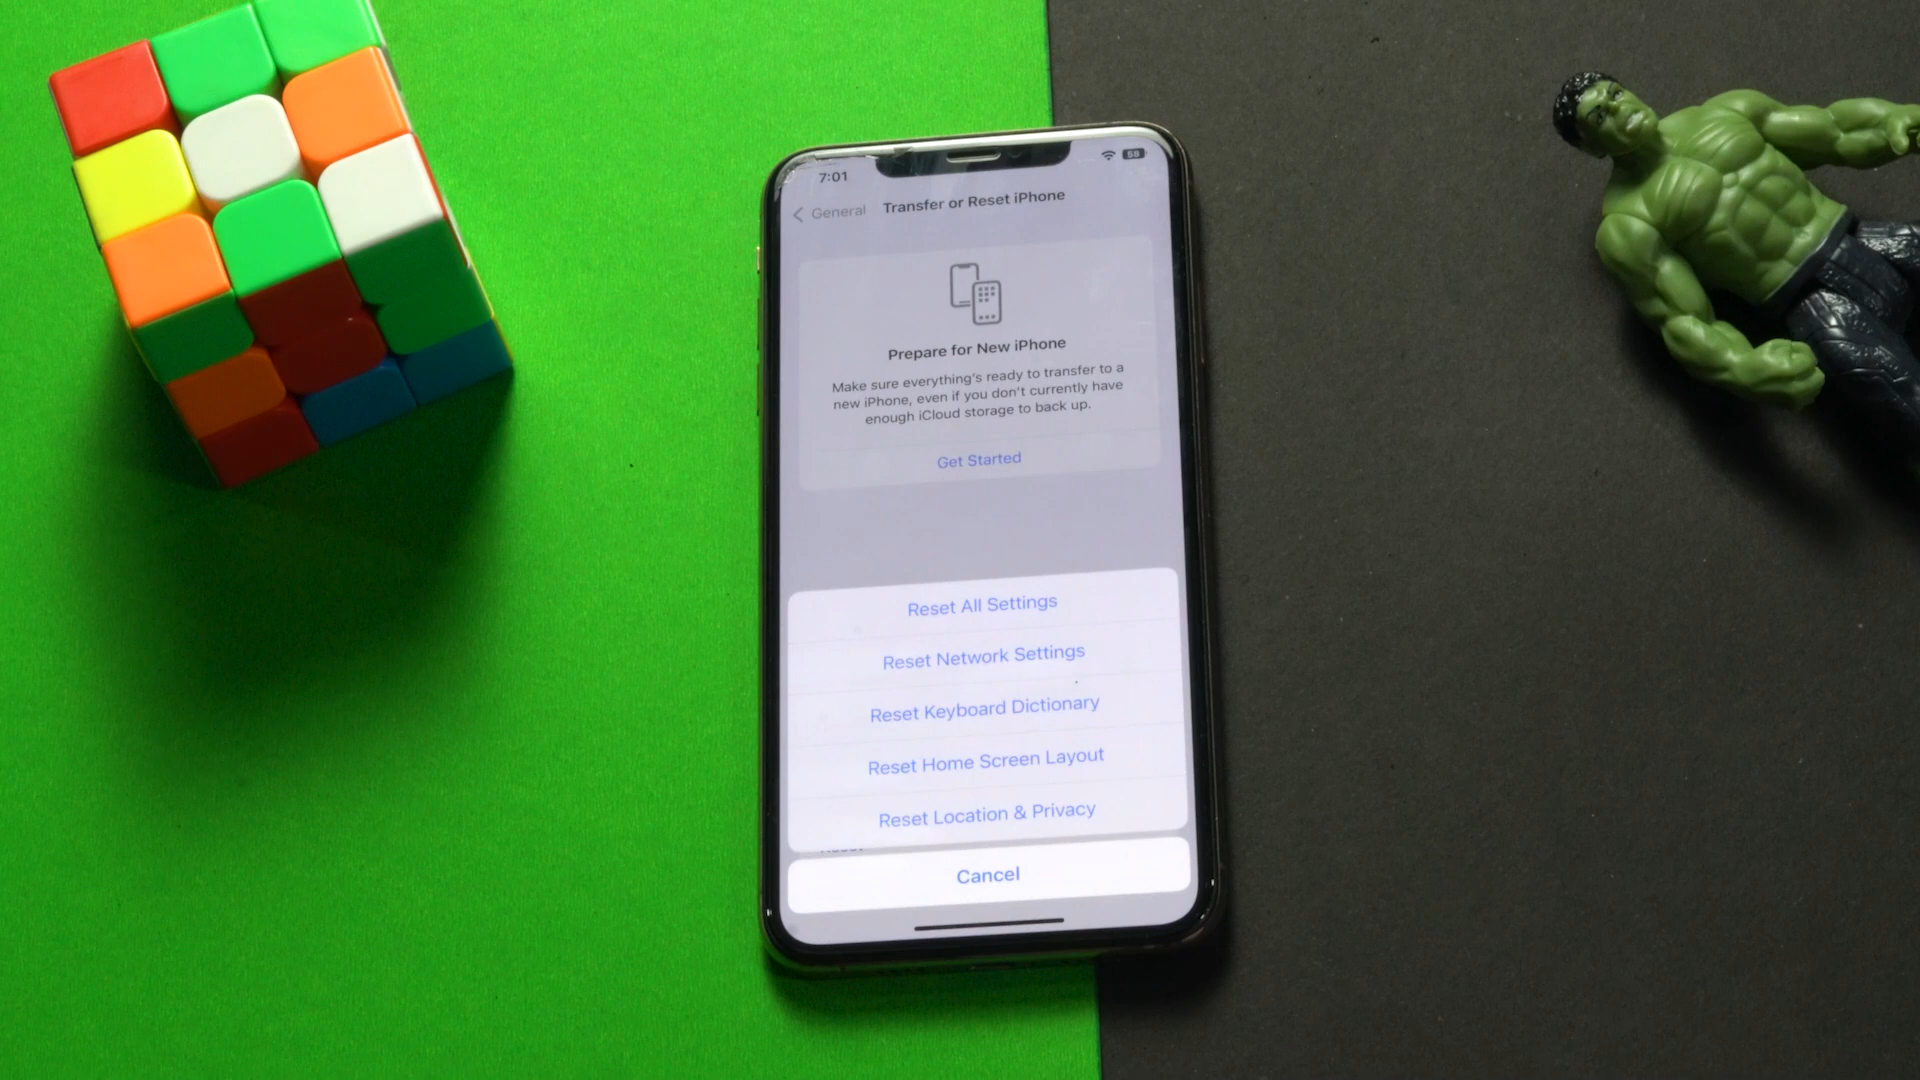 7:01
58
General
Transfer or Reset iPhone
Prepare for New iPhone
Make sure everything's ready to transfer to a
new iPhone, even if you don't currently have
enough iCloud storage to back up.
Get Started
Reset All Settings
Reset Network Settings
Reset Keyboard Dictionary
Reset Home Screen Layout
Reset Location & Privacy
Cancel